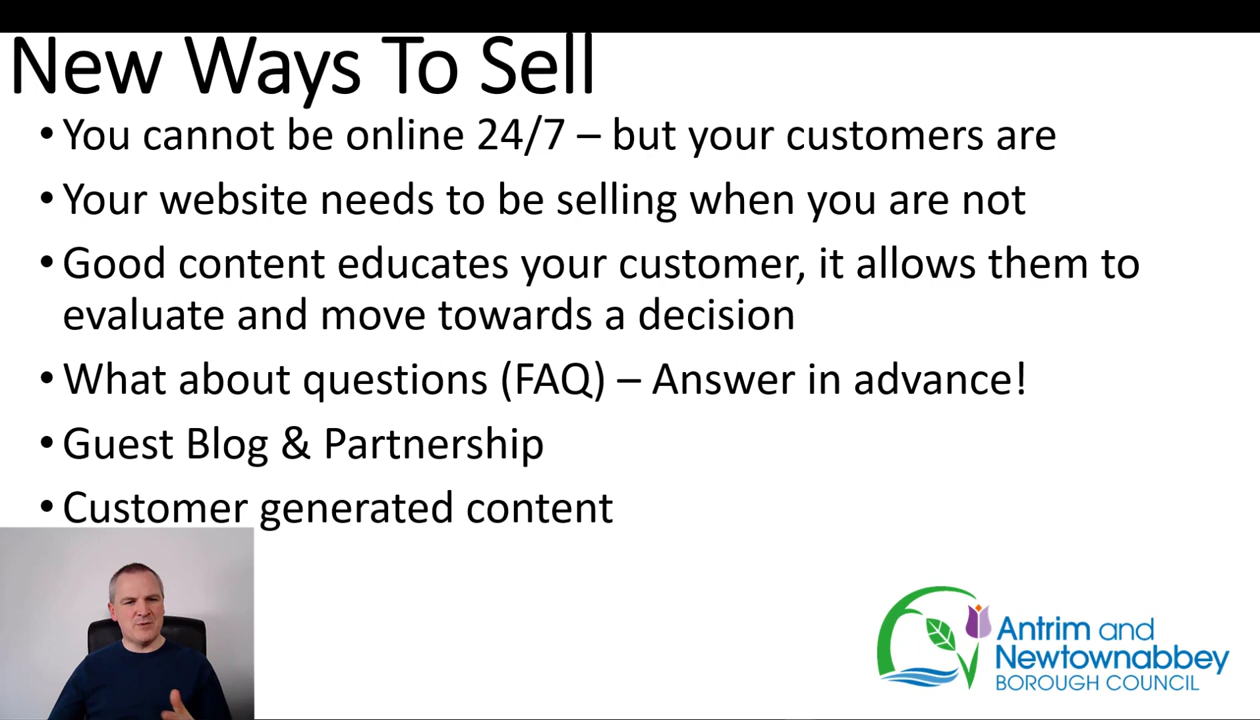 New Ways To Sell
• You cannot be online 24/7 – but your customers are
• Your website needs to be selling when you are not
• Good content educates your customer, it allows them to
evaluate and move towards a decision
• What about questions (FAQ) – Answer in advance!
• Guest Blog & Partnership
• Customer generated content
Antrim and
Newtownabbey
BOROUGH COUNCIL